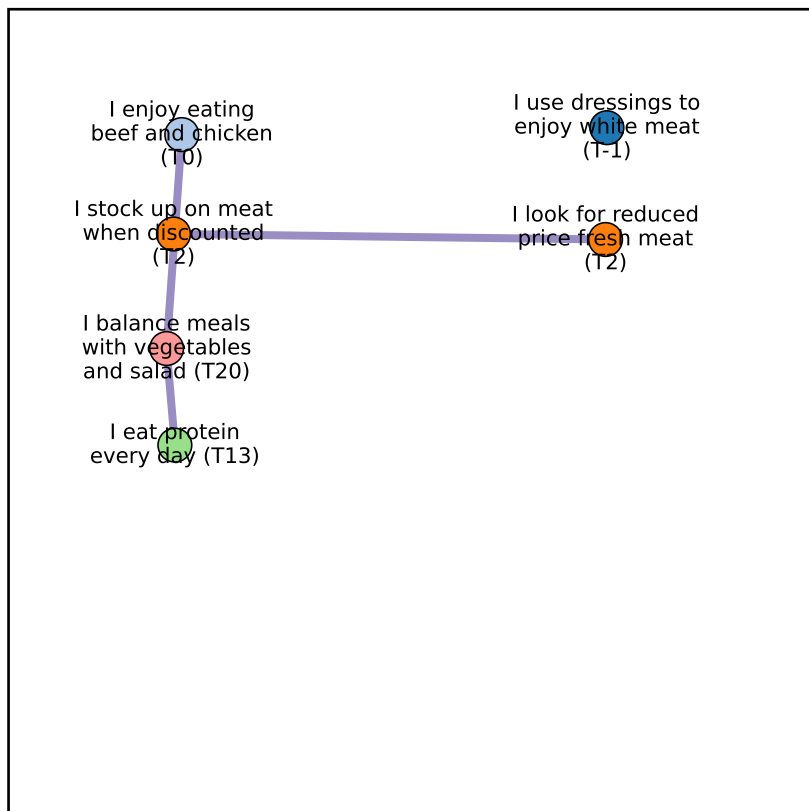 I enjoy eating
beef and chicken
(T0)
I use dressings to
enjoy white meat
(T-1)
I stock up on meat
when discounted
(T2)
I look for reduced
price fresh meat
(T2)
I balance meals
with vegetables
and salad (T20)
I eat protein
every day (T13)